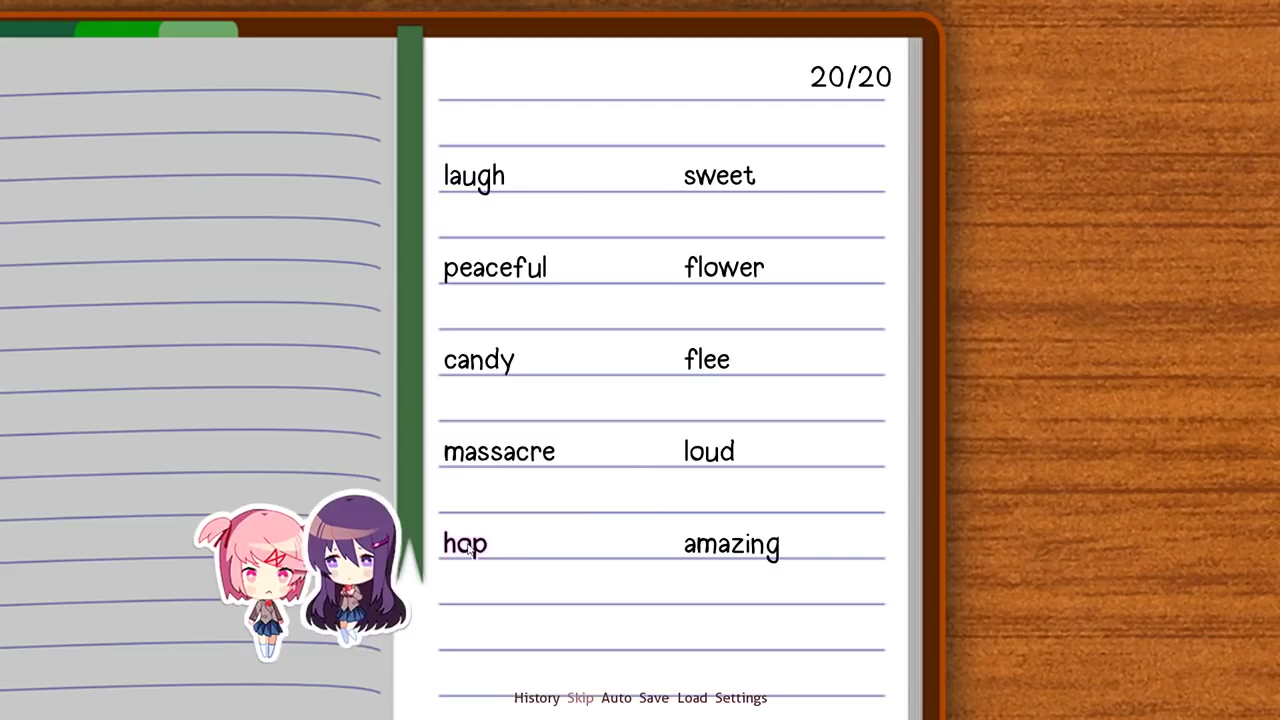 20/20
laugh sweet
peaceful flower
candy flee
massacre loud
hop amazing
History Skip Auto Save Load Settings